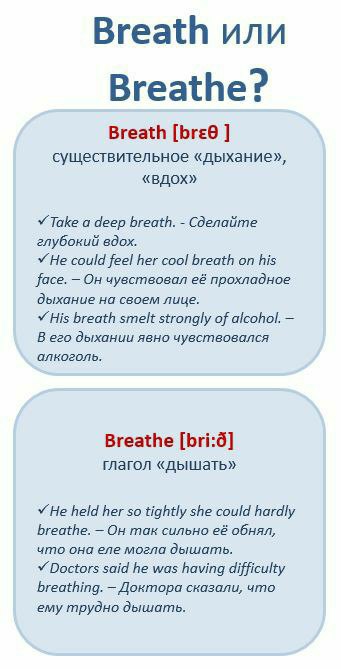 Breath или
Breathe?
Breath [brɛθ ]
существительное «дыхание»,
«вдох»
✓Take a deep breath. - Сделайте
глубокий вдох.
✓He could feel her cool breath on his
face. – Он чувствовал её прохладное
дыхание на своем лице.
✓His breath smelt strongly of alcohol. –
В его дыхании явно чувствовался
алкоголь.
Breathe [bri:ð]
глагол «дышать»
✓He held her so tightly she could hardly
breathe. – Он так сильно её обнял,
что она еле могла дышать.
✓Doctors said he was having difficulty
breathing. – Доктора сказали, что
ему трудно дышать.